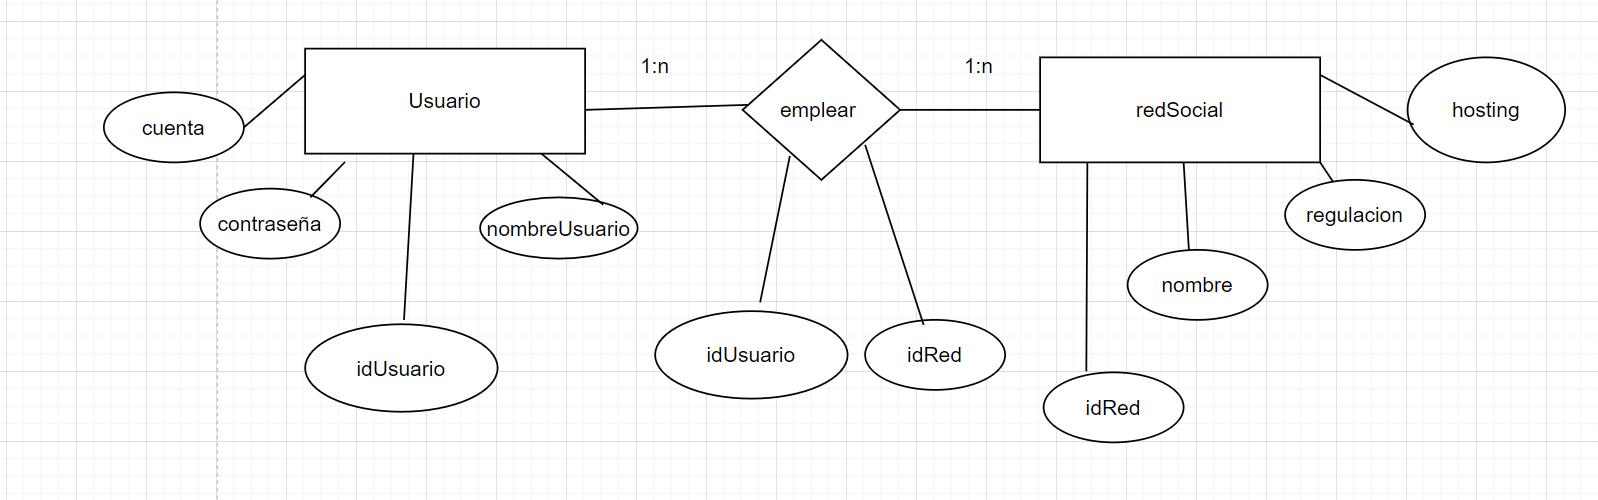 1:n
1:n
Usuario
emplear
redSocial
hosting
cuenta
contraseña
nombreUsuario
regulacion
nombre
idUsuario
idUsuario
idRed
idRed